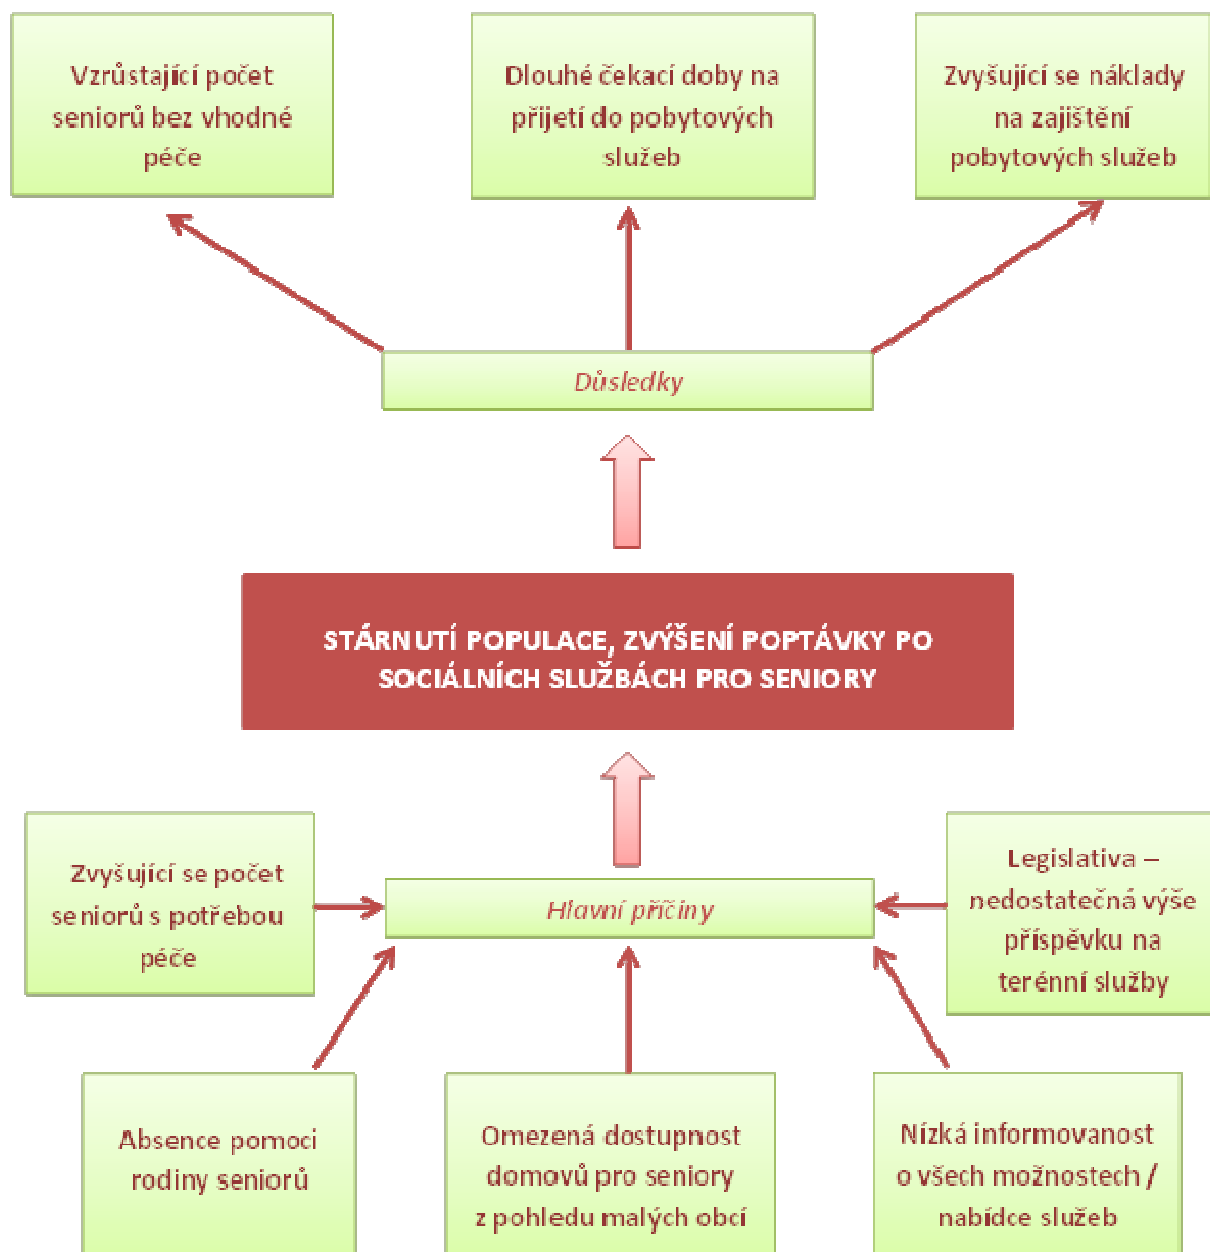 Vzrůstající počet
seniorů bez vhodné
péče
Dlouhé čekací doby na
přijetí do pobytových
služeb
Zvyšující se náklady
na zajištění
pobytových služeb
Důsledky
STÁRNUTÍ POPULACE, ZVÝŠENÍ POPTÁVKY PO
SOCIÁLNÍCH SLUŽBÁCH PRO SENIORY
Zvyšující se počet
seniorů s potřebou
péče
Hlavní příčiny
Legislativa –
nedostatečná výše
příspěvku na
terénní služby
Absence pomoci
rodiny seniorů
Omezená dostupnost
domovů pro seniory
z pohledu malých obcí
Nízká informovanost
o všech možnostech /
nabídce služeb